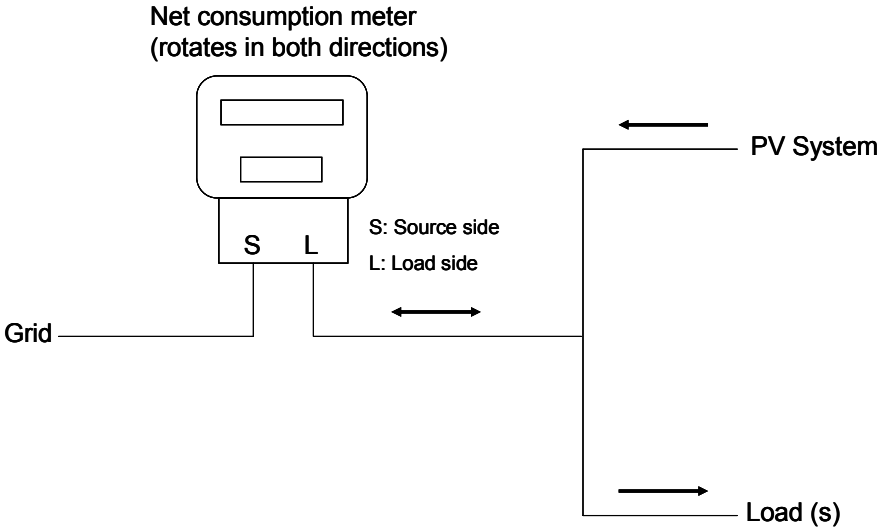 Net consumption meter
(rotates in both directions)
PV System
S: Source side
S L
L: Load side
Grid
Load (s)